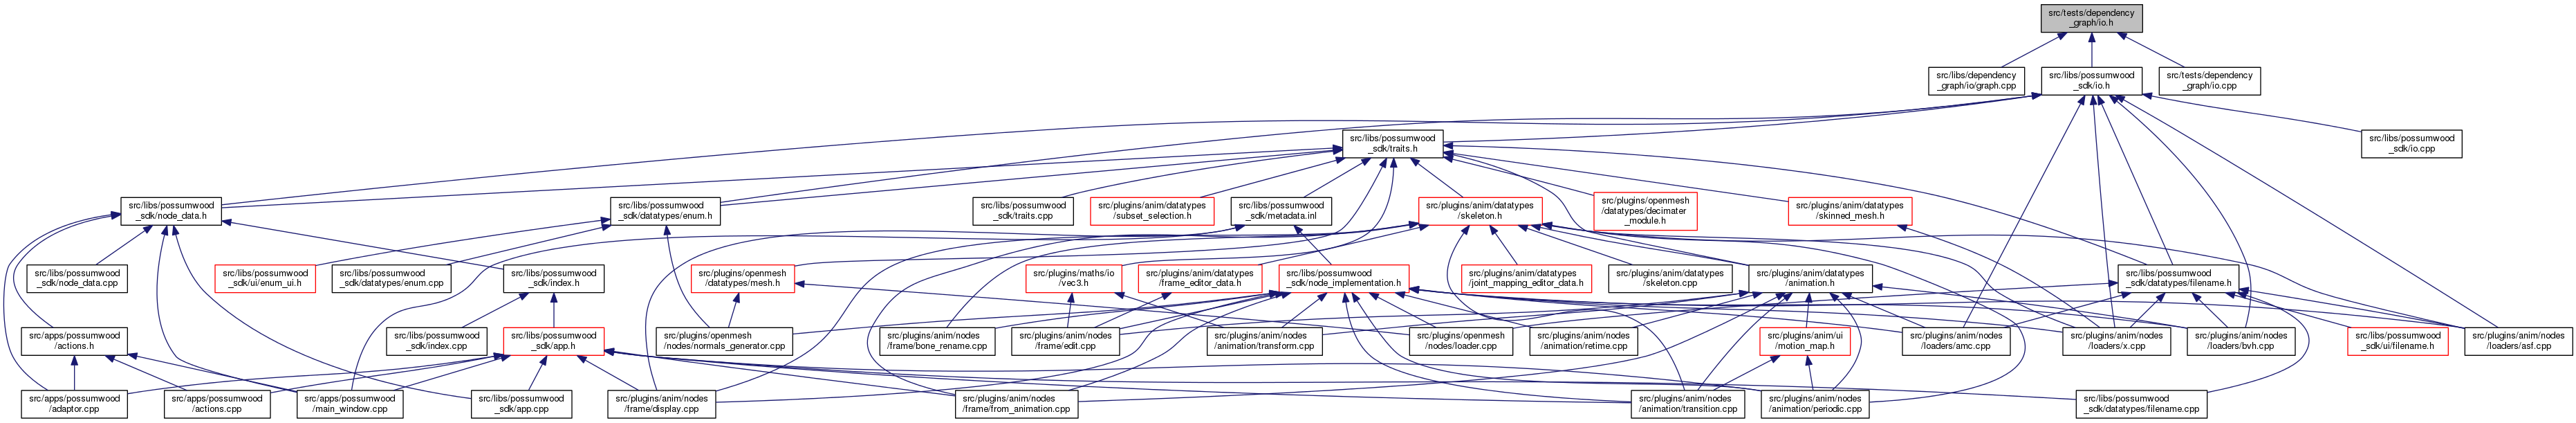 src/tests/dependency
_graph/io.h
src/libs/dependency
_graph/io/graph.cpp
src/libs/possumwood
_sdk/io.h
src/tests/dependency
_graph/io.cpp
src/libs/possumwood
_sdk/traits.h
src/libs/possumwood
_sdk/io.cpp
src/libs/possumwood
_sdk/node_data.h
src/libs/possumwood
_sdk/datatypes/enum.h
src/libs/possumwood
_sdk/traits.cpp
src/plugins/anim/datatypes
/subset_selection.h
src/libs/possumwood
_sdk/metadata.inl
src/plugins/anim/datatypes
/skeleton.h
src/plugins/openmesh
/datatypes/decimater
_module.h
src/plugins/anim/datatypes
/skinned_mesh.h
src/libs/possumwood
_sdk/node_data.cpp
src/libs/possumwood
_sdk/ui/enum_ui.h
src/libs/possumwood
_sdk/datatypes/enum.cpp
src/libs/possumwood
_sdk/index.h
src/plugins/openmesh
/datatypes/mesh.h
src/plugins/maths/io
/vec3.h
src/plugins/anim/datatypes
/frame_editor_data.h
src/libs/possumwood
_sdk/node_implementation.h
src/plugins/anim/datatypes
/joint_mapping_editor_data.h
src/plugins/anim/datatypes
/skeleton.cpp
src/plugins/anim/datatypes
/animation.h
src/libs/possumwood
_sdk/datatypes/filename.h
src/apps/possumwood
/actions.h
src/libs/possumwood
_sdk/index.cpp
src/libs/possumwood
_sdk/app.h
src/plugins/openmesh
/nodes/normals_generator.cpp
src/plugins/anim/nodes
/frame/bone_rename.cpp
src/plugins/anim/nodes
/frame/edit.cpp
src/plugins/anim/nodes
/animation/transform.cpp
src/plugins/openmesh
/nodes/loader.cpp
src/plugins/anim/nodes
/animation/retime.cpp
src/plugins/anim/ui
/motion_map.h
src/plugins/anim/nodes
/loaders/amc.cpp
src/plugins/anim/nodes
/loaders/x.cpp
src/plugins/anim/nodes
/loaders/bvh.cpp
src/libs/possumwood
_sdk/ui/filename.h
src/plugins/anim/nodes
/loaders/asf.cpp
src/apps/possumwood
/adaptor.cpp
src/apps/possumwood
/actions.cpp
src/apps/possumwood
/main_window.cpp
src/libs/possumwood
_sdk/app.cpp
src/plugins/anim/nodes
/frame/display.cpp
src/plugins/anim/nodes
/frame/from_animation.cpp
src/plugins/anim/nodes
/animation/transition.cpp
src/plugins/anim/nodes
/animation/periodic.cpp
src/libs/possumwood
_sdk/datatypes/filename.cpp